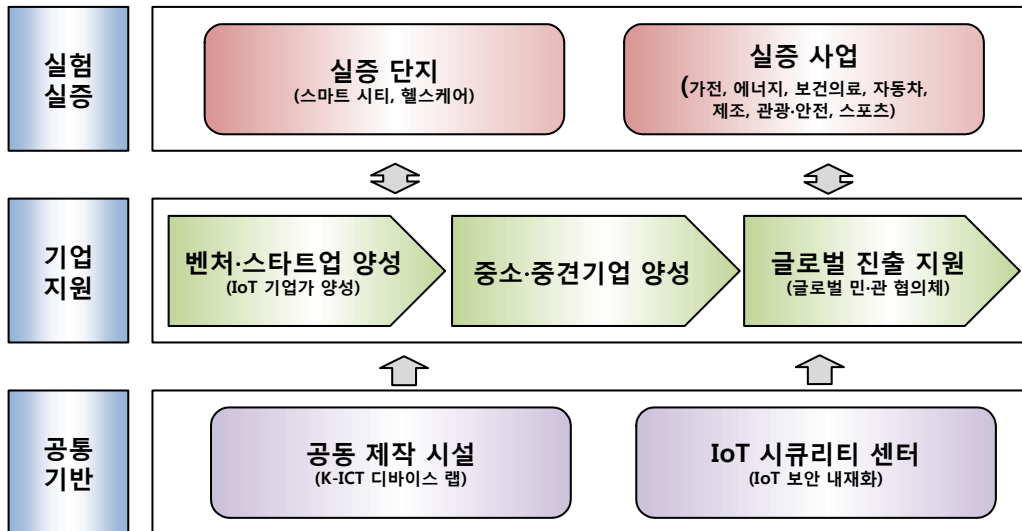 실험
실증
실증 단지
(스마트 시티, 헬스케어)
실증 사업
(가전, 에너지, 보건의료, 자동차,
제조, 관광·안전, 스포츠)
기업
지원
벤처·스타트업 양성
(IoT 기업가 양성)
중소·중견기업 양성
글로벌 진출 지원
(글로벌 민·관 협의체)
공통
기반
공동 제작 시설
(K-ICT 디바이스 랩)
IoT 시큐리티 센터
(IoT 보안 내재화)